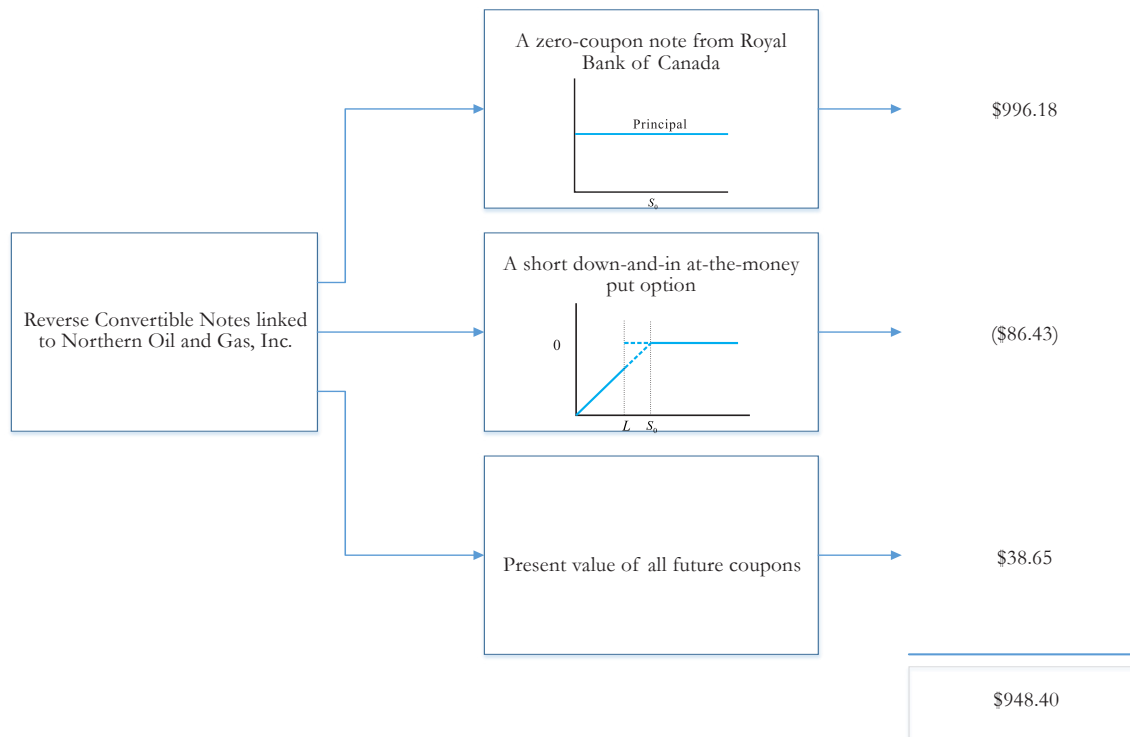 A zero-coupon note from Royal
Bank of Canada
Principal
S₀
$996.18
Reverse Convertible Notes linked
to Northern Oil and Gas, Inc.
A short down-and-in at-the-money
put option
0
L S₀
($86.43)
Present value of all future coupons
$38.65
$948.40